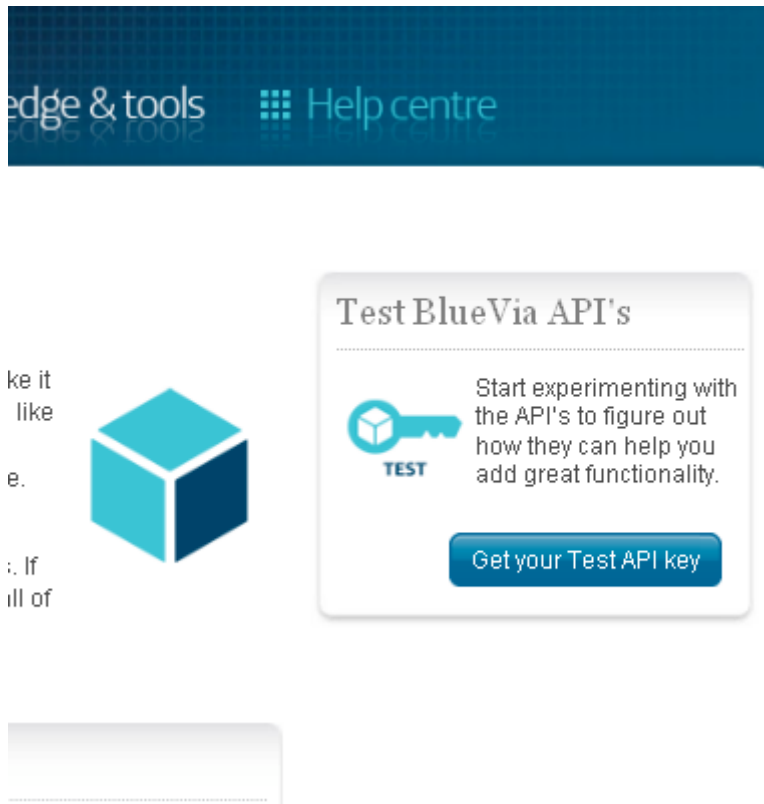 edge & tools
Help centre
Test BlueVia API's
ke it
like
e.
s. If
all of
Start experimenting with
the API's to figure out
how they can help you
add great functionality.
TEST
Get your Test API key